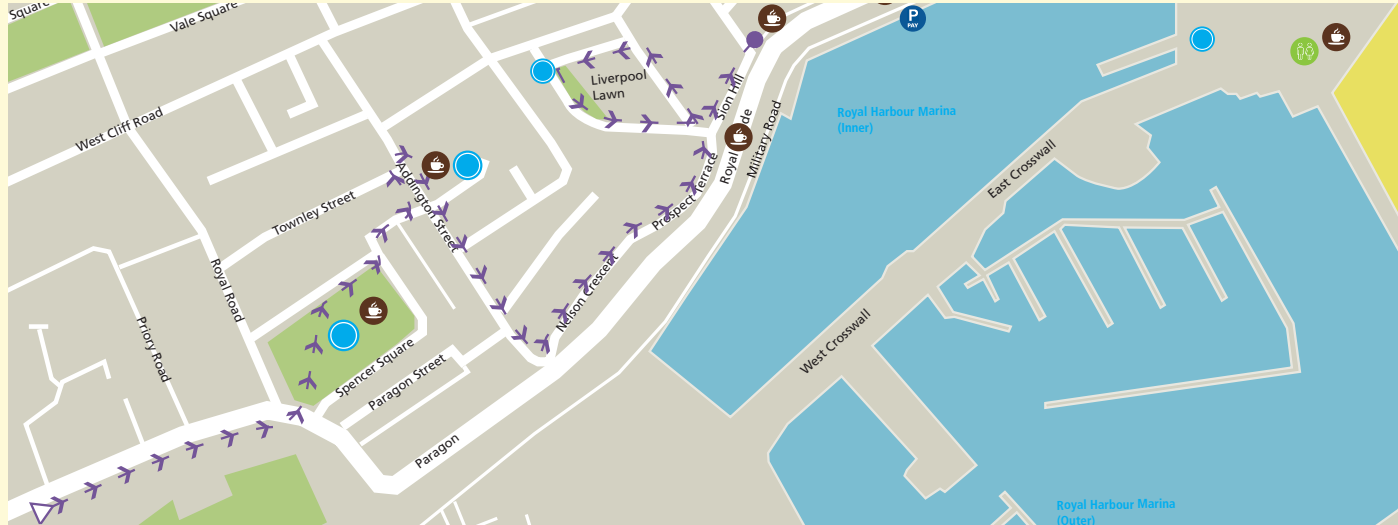 Square
Vale Square
P
PAY
Liverpool
Lawn
Sion Hill
Royal Harbour Marina
(Inner)
West Cliff Road
Royal
de
Military Road
East Crosswall
Addington Street
Prospect Terrace
Townley Street
Royal Road
Nelson Crescent
Priory Road
Spencer Square
Paragon Street
West Crosswall
Paragon
Royal Harbour Marina
(Outer)